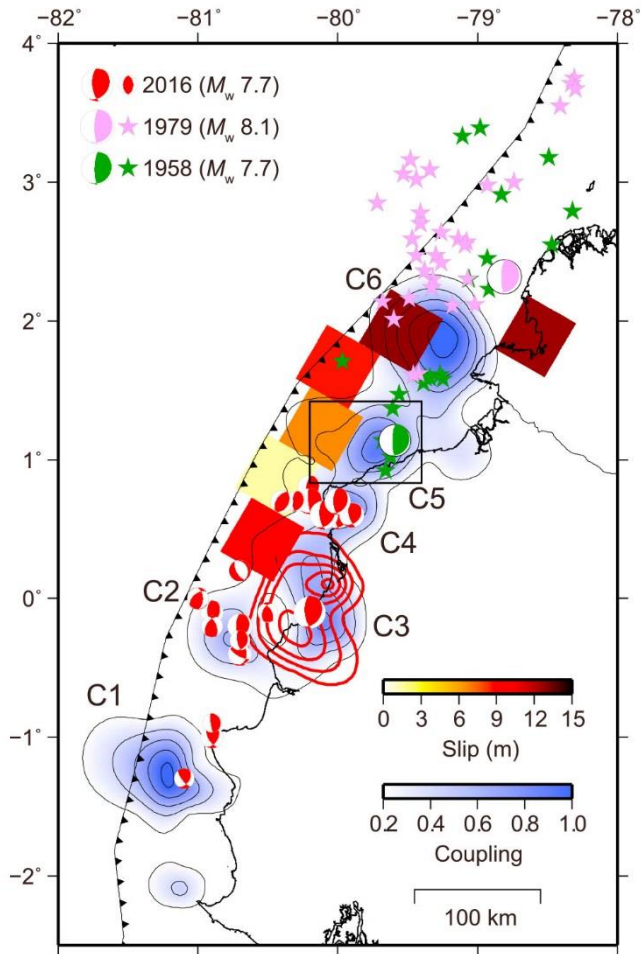 −82 −81 −80 −79 −78
4
2016 (Mw 7.7)
1979 (Mw 8.1)
1958 (Mw 7.7)
3
C6
2
1
C5
C4
C2
0
C3
C1
0 3 6 9 12 15
Slip (m)
−1
0.2 0.4 0.6 0.8 1.0
Coupling
−2
100 km